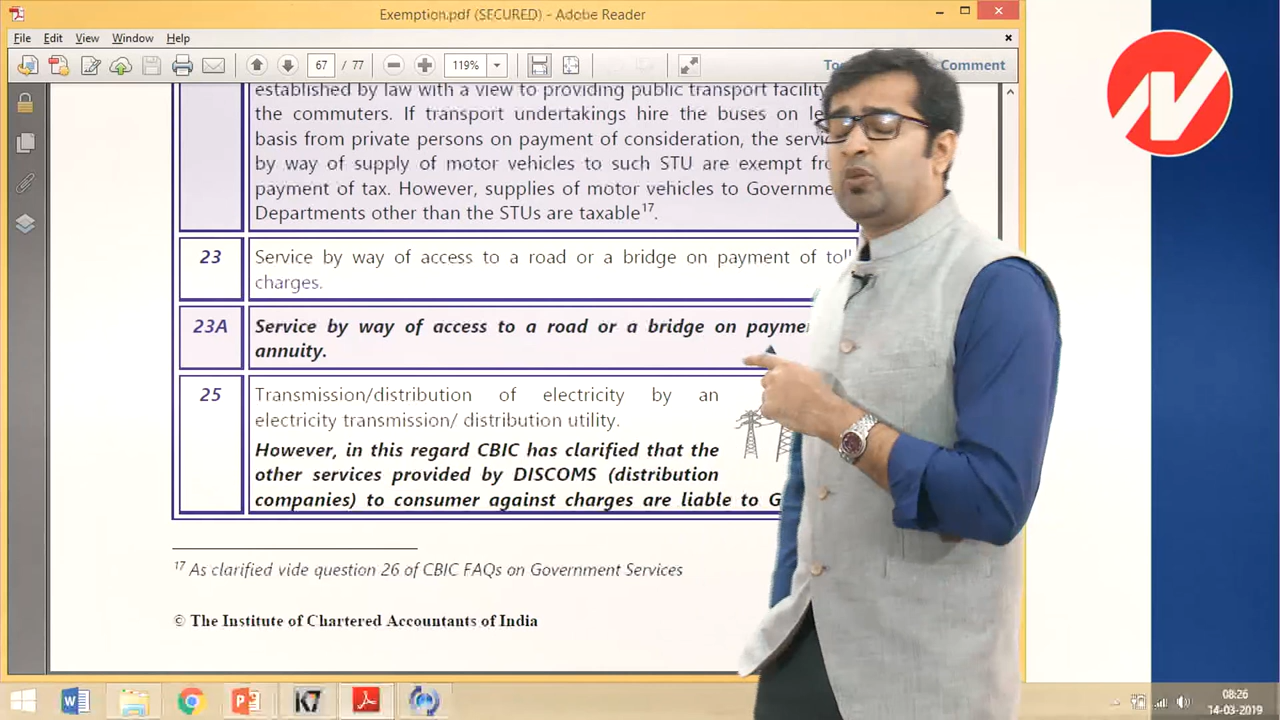 Exemption.pdf (SECURED) - Adobe Reader
File Edit View Window Help
67 / 77 119% Comment
established by law with a view to providing public transport facility
the commuters. If transport undertakings hire the buses on
basis from private persons on payment of consideration, the
by way of supply of motor vehicles to such STU are exempt
payment of tax. However, supplies of motor vehicles to
Departments other than the STUs are taxable17.
23 Service by way of access to a road or a bridge on payment of toll
charges.
23A Service by way of access to a road or a bridge on
annuity.
25 Transmission/distribution of electricity by an
electricity transmission/ distribution utility.
However, in this regard CBIC has clarified that the
other services provided by DISCOMS (distribution
companies) to consumer against charges are liable to
17 As clarified vide question 26 of CBIC FAQs on Government Services
© The Institute of Chartered Accountants of India
08:26
14-03-2019